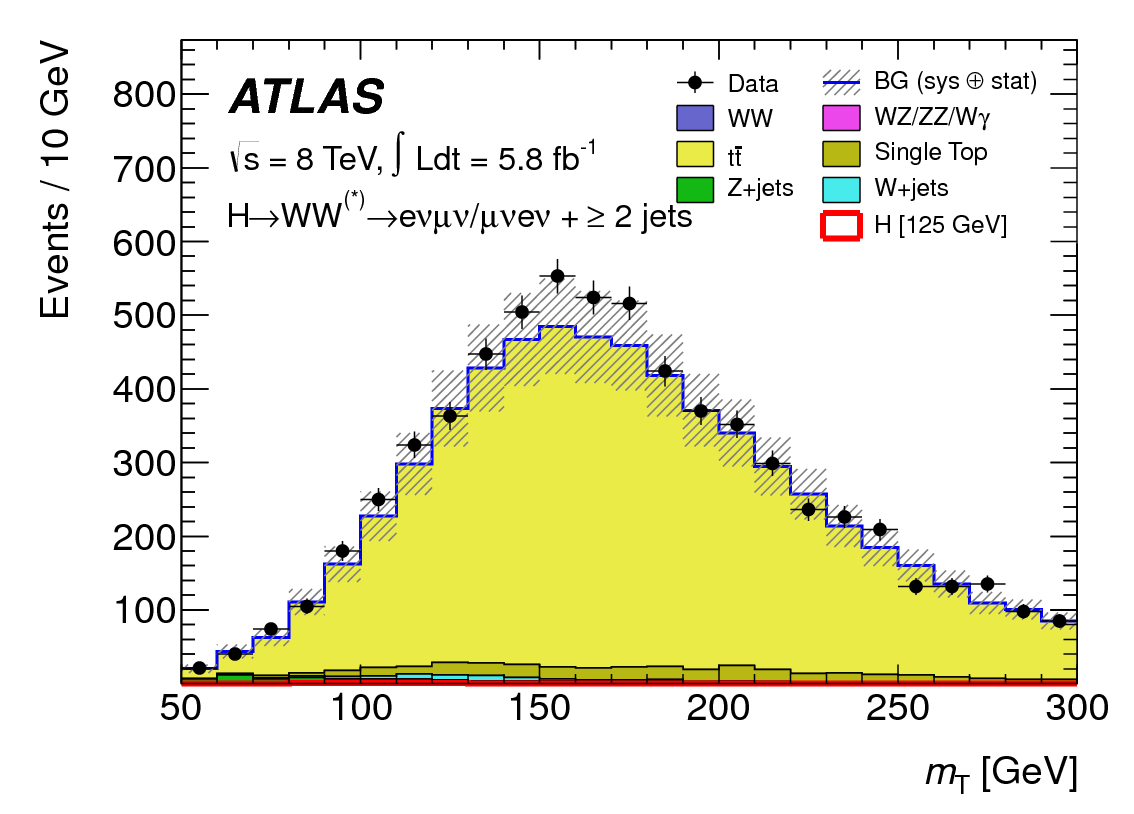 Events / 10 GeV
800
700
600
500
400
300
200
100
ATLAS
√s = 8 TeV, ∫ Ldt = 5.8 fb⁻¹
H→WW⁽*⁾→eνμν/μνeν + ≥ 2 jets
Data
BG (sys ⊕ stat)
WW
WZ/ZZ/Wγ
tt̄
Single Top
Z+jets
W+jets
H [125 GeV]
50 100 150 200 250 300
m_T [GeV]